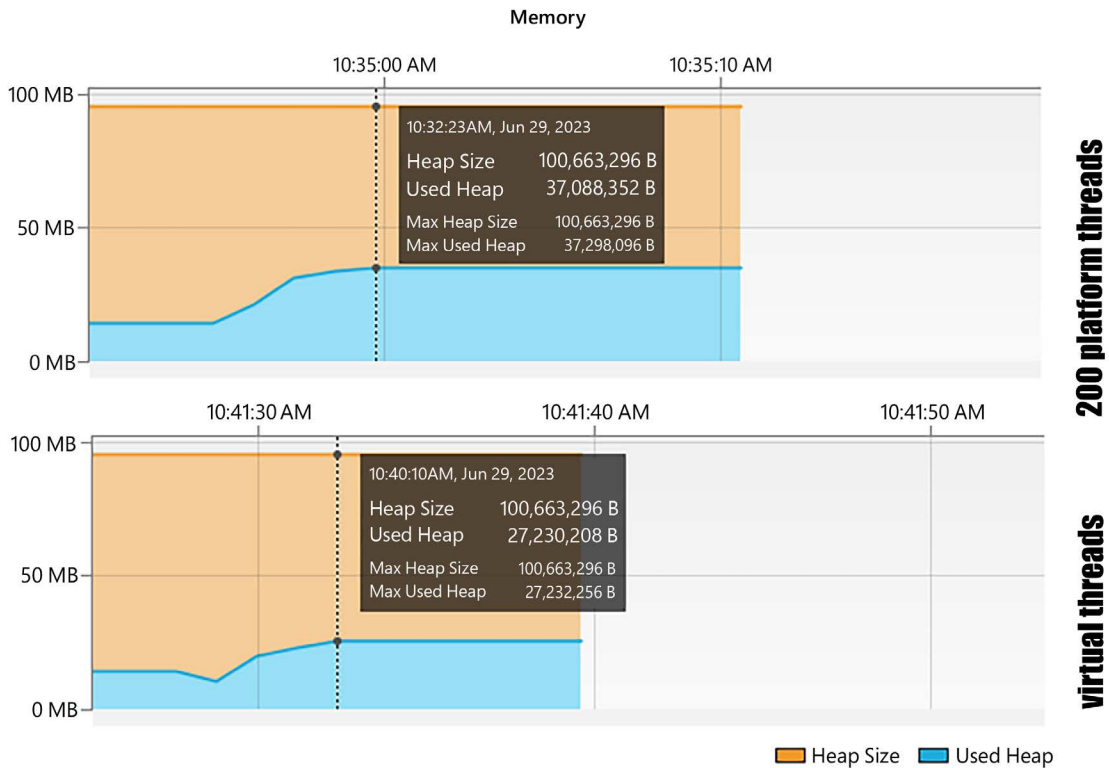 Memory
10:35:00 AM 10:35:10 AM
100 MB
10:32:23AM, Jun 29, 2023
Heap Size 100,663,296 B
Used Heap 37,088,352 B
50 MB
Max Heap Size 100,663,296 B
Max Used Heap 37,298,096 B
0 MB
200 platform threads
10:41:30 AM 10:41:40 AM 10:41:50 AM
100 MB
10:40:10AM, Jun 29, 2023
Heap Size 100,663,296 B
Used Heap 27,230,208 B
50 MB
Max Heap Size 100,663,296 B
Max Used Heap 27,232,256 B
0 MB
virtual threads
Heap Size Used Heap